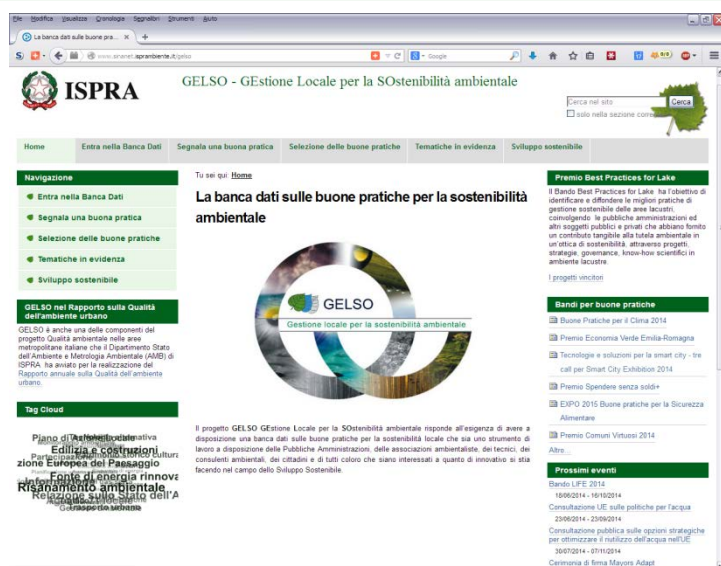 File Modifica Visualizza Cronologia Segnalibri Strumenti Aiuto
La banca dati sulle buone pra...
www.sinanet.isprambiente.it/gelso
Google
ISPRA
GELSO - GEstione Locale per la SOstenibilità ambientale
Cerca nel sito
Cerca
solo nella sezione
Home
Entra nella Banca Dati
Segnala una buona pratica
Selezione delle buone pratiche
Tematiche in evidenza
Sviluppo sostenibile
Navigazione
Entra nella Banca Dati
Segnala una buona pratica
Selezione delle buone pratiche
Tematiche in evidenza
Sviluppo sostenibile
GELSO nel Rapporto sulla Qualità
dell'ambiente urbano
GELSO è anche una delle componenti del
progetto Qualità ambientale nelle aree
metropolitane italiane che il Dipartimento Stato
dell'Ambiente e Metrologia Ambientale (AMB) di
ISPRA ha avviato per la realizzazione del
Rapporto annuale sulla Qualità dell'ambiente
urbano.
Tag Cloud
Edilizia e costruzioni
zione Europea del Paesaggio
Fonte di energia rinnova
Risanamento ambientale
Relazione sullo Stato dell'A
Trasporto urbano
Tu sei qui: Home
La banca dati sulle buone pratiche per la sostenibilità
ambientale
GELSO
Gestione locale per la sostenibilità ambientale
Il progetto GELSO GEstione Locale per la SOstenibilità ambientale risponde all'esigenza di avere a
disposizione una banca dati sulle buone pratiche per la sostenibilità locale che sia uno strumento di
lavoro a disposizione delle Pubbliche Amministrazioni, delle associazioni ambientaliste, dei tecnici, dei
consulenti ambientali, dei cittadini e di tutti coloro che siano interessati a quanto di innovativo si stia
facendo nel campo dello Sviluppo Sostenibile.
Premio Best Practices for Lake
Il Bando Best Practices for Lake ha l'obiettivo di
identificare e diffondere le migliori pratiche di
gestione sostenibile delle aree lacustri,
coinvolgendo le pubbliche amministrazioni ed
altri soggetti pubblici e privati che abbiano fornito
un contributo tangibile alla tutela ambientale in
un'ottica di sostenibilità, attraverso progetti,
strategie, governance, know-how scientifici in
ambiente lacustre.
I progetti vincitori
Bandi per buone pratiche
Buone Pratiche per il Clima 2014
Premio Economia Verde Emilia-Romagna
Tecnologie e soluzioni per la smart city - tre
call per Smart City Exhibition 2014
Premio Spendere senza soldi+
EXPO 2015 Buone pratiche per la Sicurezza
Alimentare
Premio Comuni Virtuosi 2014
Altro...
Prossimi eventi
Bando LIFE 2014
18/06/2014 - 16/10/2014
Consultazione UE sulle politiche per l'acqua
23/06/2014 - 23/09/2014
Consultazione pubblica sulle opzioni strategiche
per ottimizzare il riutilizzo dell'acqua nell'UE
30/07/2014 - 07/11/2014
Cerimonia di firma Mayors Adapt